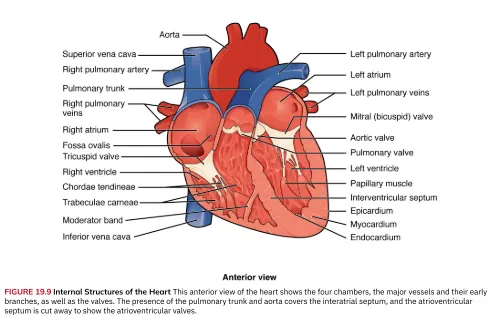 Aorta
Superior vena cava
Right pulmonary artery
Pulmonary trunk
Right pulmonary
veins
Right atrium
Fossa ovalis
Tricuspid valve
Right ventricle
Chordae tendineae
Trabeculae carneae
Moderator band
Inferior vena cava
Left pulmonary artery
Left atrium
Left pulmonary veins
Mitral (bicuspid) valve
Aortic valve
Pulmonary valve
Left ventricle
Papillary muscle
Interventricular septum
Epicardium
Myocardium
Endocardium
Anterior view
FIGURE 19.9 Internal Structures of the Heart This anterior view of the heart shows the four chambers, the major vessels and their early
branches, as well as the valves. The presence of the pulmonary trunk and aorta covers the interatrial septum, and the atrioventricular
septum is cut away to show the atrioventricular valves.